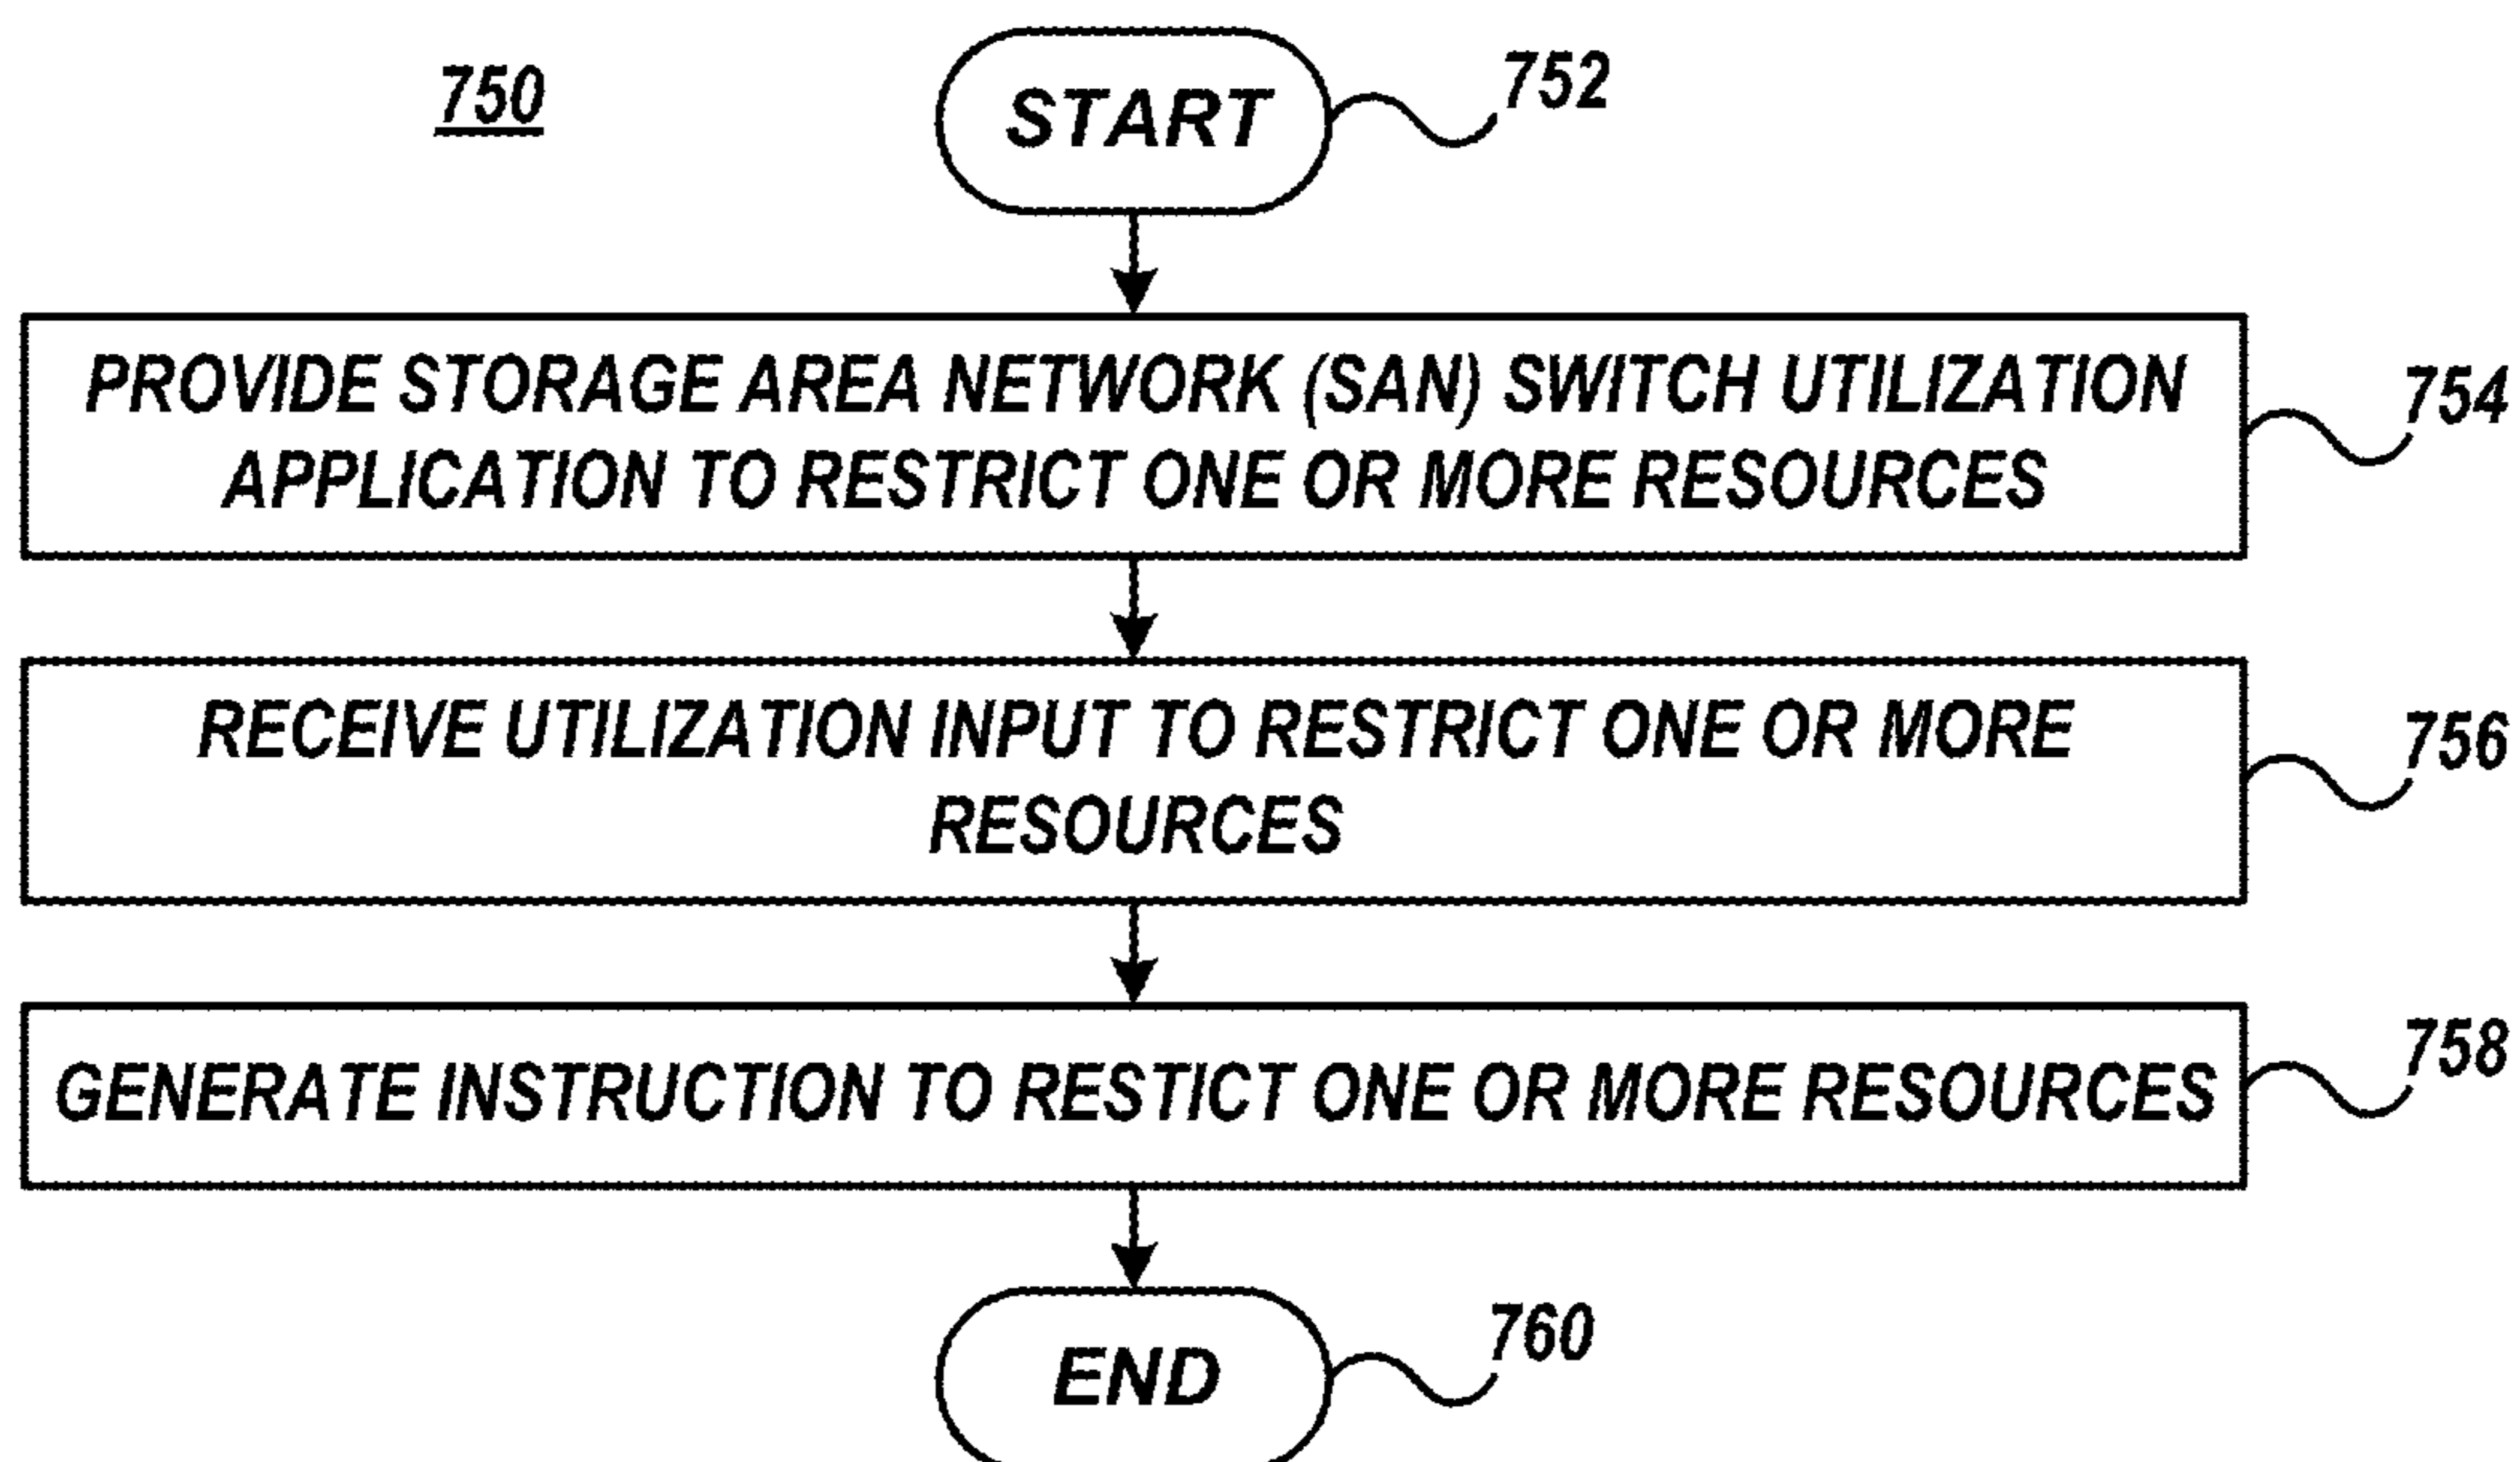 750
START
752
PROVIDE STORAGE AREA NETWORK (SAN) SWITCH UTILIZATION
APPLICATION TO RESTRICT ONE OR MORE RESOURCES
754
RECEIVE UTILIZATION INPUT TO RESTRICT ONE OR MORE
RESOURCES
756
GENERATE INSTRUCTION TO RESTICT ONE OR MORE RESOURCES
758
END
760